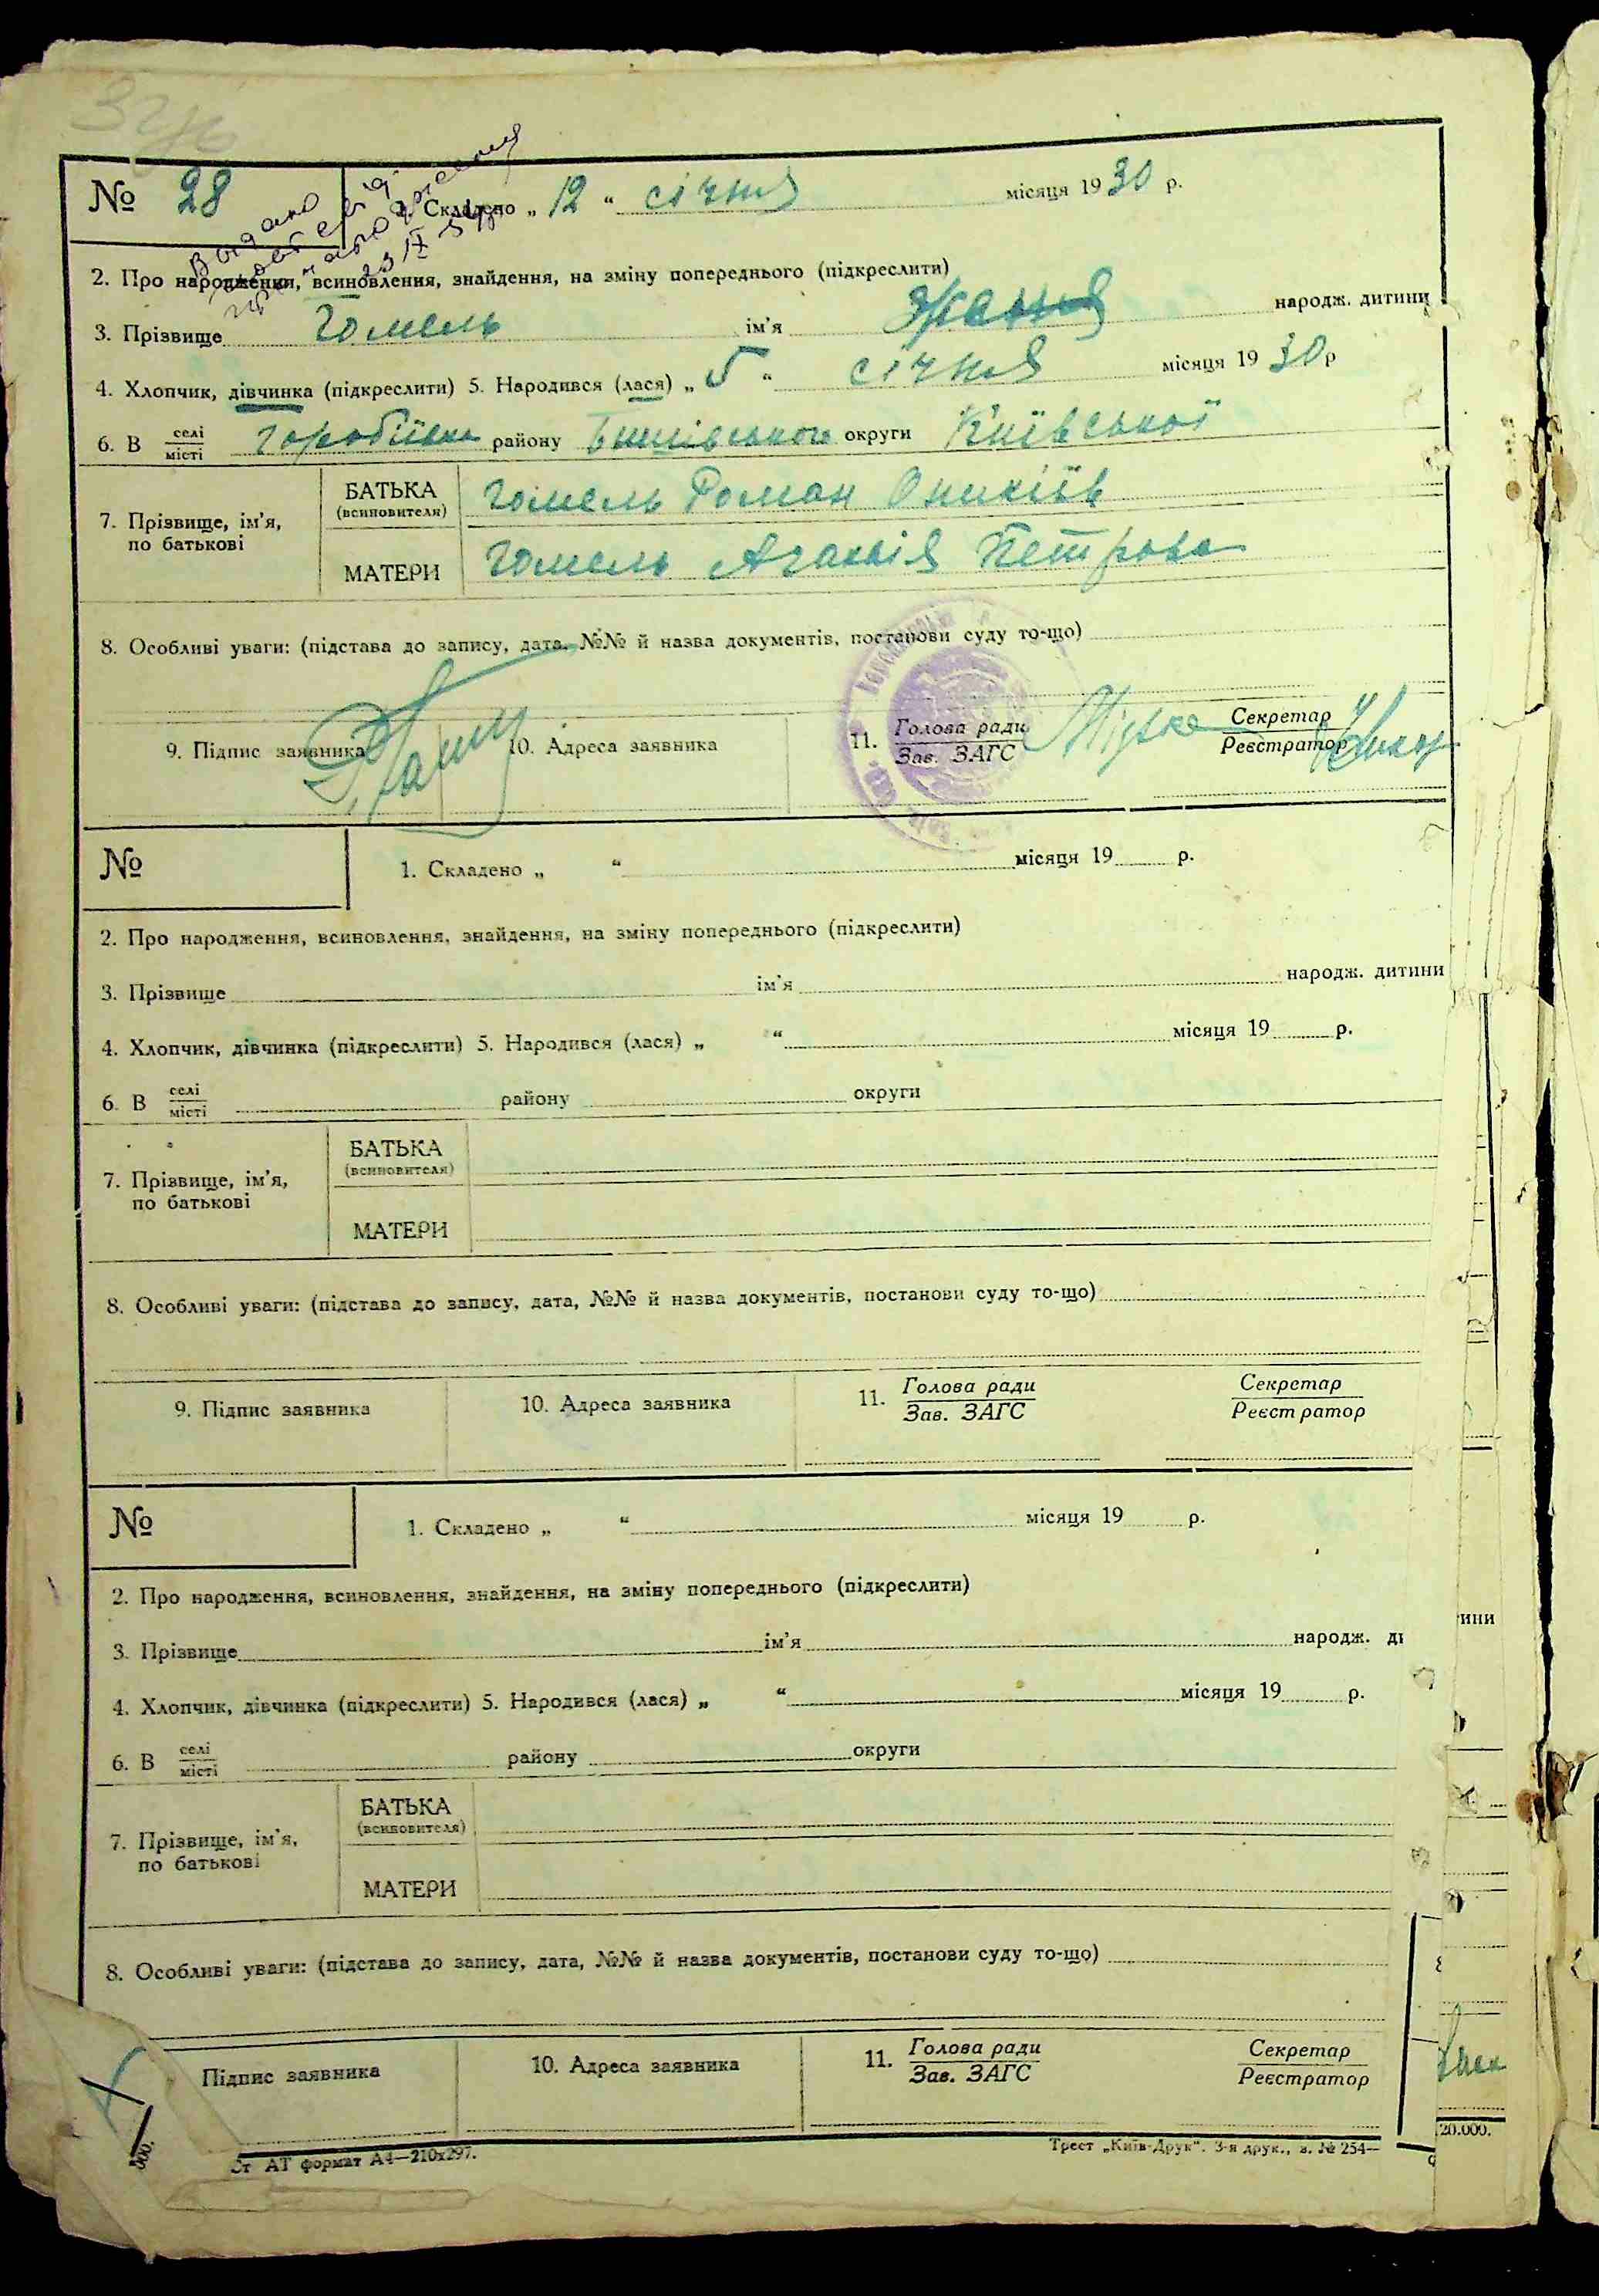 № 28
1. Складено „ 12 “ січня місяця 19 30 р.
Видано
2. Про народження, всиновлення, знайдення, на зміну попереднього (підкреслити)
3. Прізвище Гомель ім'я народж. дитини
4. Хлопчик, дівчинка (підкреслити) 5. Народився (лася) „ 5 “ січня місяця 19 30 р
6. В селі/місті Горобіївка району округи Київської
7. Прізвище, ім'я, по батькові
БАТЬКА (всиновителя) Гомель Роман Оникіїв
МАТЕРИ Гомель Агафія Петрова
8. Особливі уваги: (підстава до запису, дата, №№ й назва документів, постанови суду то-що)
9. Підпис заявника
10. Адреса заявника
11. Голова ради/Зав. ЗАГС
Секретар/Реєстратор
№
1. Складено „ “ місяця 19 р.
2. Про народження, всиновлення, знайдення, на зміну попереднього (підкреслити)
3. Прізвище ім'я народж. дитини
4. Хлопчик, дівчинка (підкреслити) 5. Народився (лася) „ “ місяця 19 р.
6. В селі/місті району округи
7. Прізвище, ім'я, по батькові
БАТЬКА (всиновителя)
МАТЕРИ
8. Особливі уваги: (підстава до запису, дата, №№ й назва документів, постанови суду то-що)
9. Підпис заявника
10. Адреса заявника
11. Голова ради/Зав. ЗАГС
Секретар/Реєстратор
№
1. Складено „ “ місяця 19 р.
2. Про народження, всиновлення, знайдення, на зміну попереднього (підкреслити)
3. Прізвище ім'я народж. ди
тини
4. Хлопчик, дівчинка (підкреслити) 5. Народився (лася) „ “ місяця 19 р.
6. В селі/місті району округи
7. Прізвище, ім'я, по батькові
БАТЬКА (всиновителя)
МАТЕРИ
8. Особливі уваги: (підстава до запису, дата, №№ й назва документів, постанови суду то-що)
Підпис заявника
10. Адреса заявника
11. Голова ради/Зав. ЗАГС
Секретар/Реєстратор
20.000.
Ст АТ формат А4—210х297.
Трест „Київ-Друк“. 3-я друк., з. № 254—